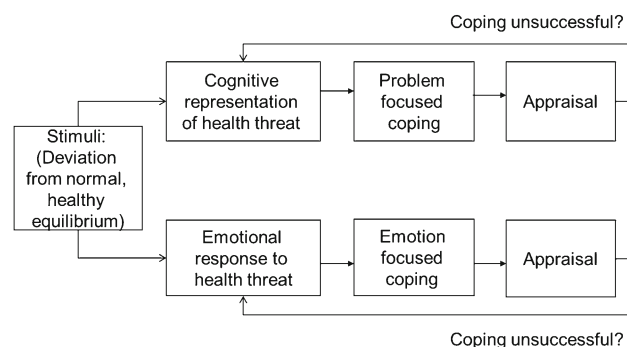 Coping unsuccessful?
Cognitive
representation
of health threat
Problem
focused
coping
Appraisal
Stimuli:
(Deviation
from normal,
healthy
equilibrium)
Emotional
response to
health threat
Emotion
focused
coping
Appraisal
Coping unsuccessful?